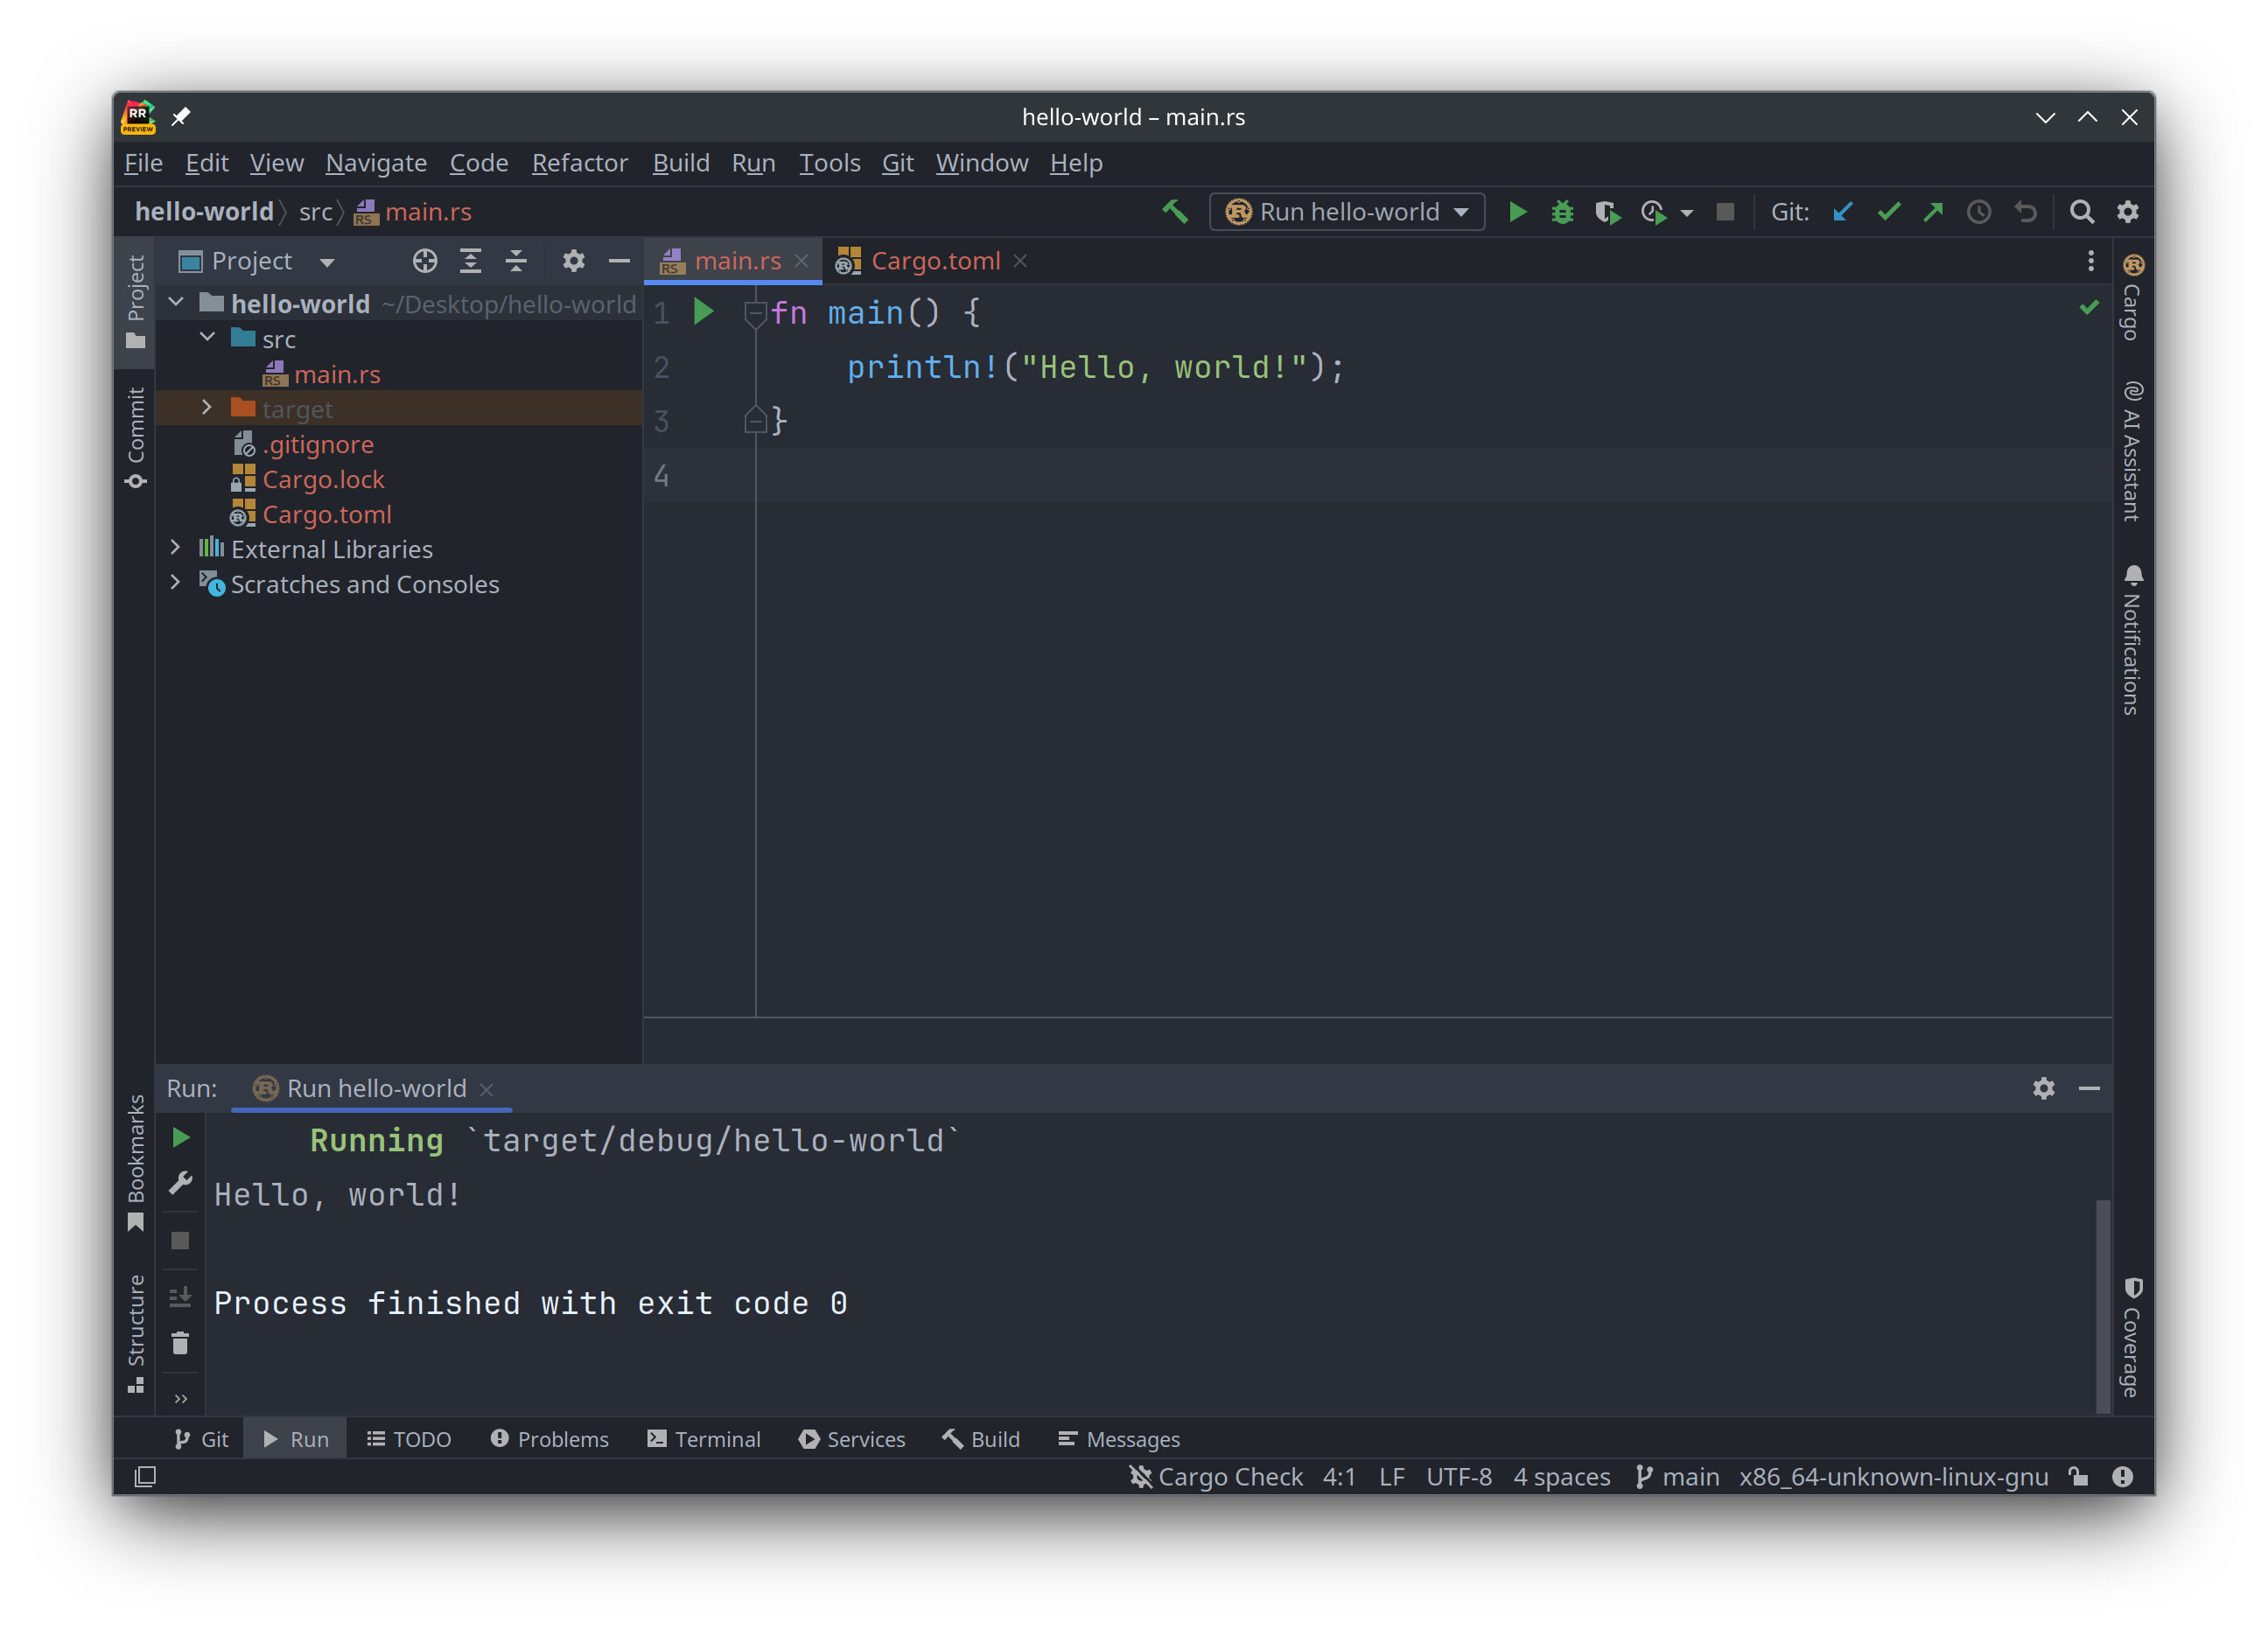 RR
PREVIEW
hello-world – main.rs
File Edit View Navigate Code Refactor Build Run Tools Git Window Help
hello-world src main.rs
Run hello-world
Git:
Project
main.rs
Cargo.toml
Project
Commit
Bookmarks
Structure
hello-world ~/Desktop/hello-world
src
main.rs
target
.gitignore
Cargo.lock
Cargo.toml
External Libraries
Scratches and Consoles
1 fn main() {
2 println!("Hello, world!");
3 }
4
Cargo
AI Assistant
Notifications
Coverage
Run: Run hello-world
Running `target/debug/hello-world`
Hello, world!
Process finished with exit code 0
Git Run TODO Problems Terminal Services Build Messages
Cargo Check 4:1 LF UTF-8 4 spaces main x86_64-unknown-linux-gnu